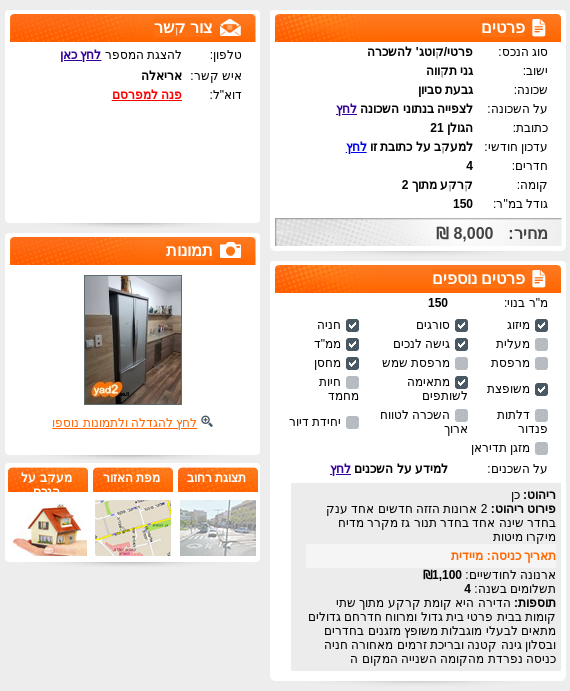 פרטים
סוג הנכס: פרטי/קוטג' להשכרה
ישוב: גני תקווה
שכונה: גבעת סביון
על השכונה: לצפייה בנתוני השכונה לחץ
כתובת: הגולן 21
עדכון חודשי: למעקב על כתובת זו לחץ
חדרים: 4
קומה: קרקע מתוך 2
גודל במ"ר: 150
מחיר: 8,000 ₪
פרטים נוספים
מ"ר בנוי: 150
מיזוג סורגים חניה
מעלית גישה לנכים ממ"ד
מרפסת מרפסת שמש מחסן
משופצת מתאימה לשותפים חיות מחמד
דלתות פנדור השכרה לטווח ארוך יחידת דיור
מזגן תדיראן
על השכנים: למידע על השכנים לחץ
ריהוט: כן
פירוט ריהוט: 2 ארונות הזזה חדשים אחד ענק
בחדר שינה אחד בחדר תנור גז מקרר מדיח
מיקרו מיטות
תאריך כניסה: מיידית
ארנונה לחודשיים: 1,100₪
תשלומים בשנה: 4
תוספות: הדירה היא קומת קרקע מתוך שתי
קומות בבית פרטי בית גדול ומרווח חדרחם גדולים
מתאים לבעלי מוגבלות משופץ מזגנים בחדרים
ובסלון גינה קטנה ובריכת זרמים מאחורה חניה
כניסה נפרדת מהקומה השנייה המקום ה
צור קשר
טלפון: להצגת המספר לחץ כאן
איש קשר: אריאלה
דוא"ל: פנה למפרסם
תמונות
yad2
לחץ להגדלה ולתמונות נוספו
תצוגת רחוב
מפת האזור
מעקב על
הנכס